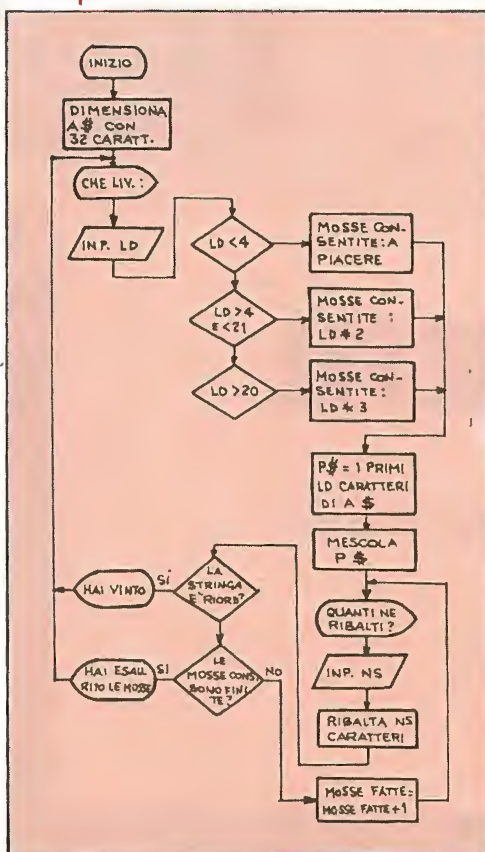 INIZIO
DIMENSIONA
A$ CON
32 CARATT.
CHE LIV.:
INP. LD
LD <4
MOSSE CON-
SENTITE: A
PIACERE
LD >4
E <21
MOSSE CON-
SENTITE :
LD * 2
LD >20
MOSSE CON-
SENTITE:
LD * 3
P$ = I PRIMI
LD CARATTERI
DI A $
MESCOLA
P $
LA
STRINGA
E' RIORD?
SÍ
HAI VINTO
QUANTI NE
RIBALTI?
LE
MOSSE CONS.
SONO FINI
TE?
SI
NO
HAI ESAU
RITO LE MOSSE
INP. NS
RIBALTA NS
CARATTERI
MOSSE FATTE=
MOSSE FATTE+1